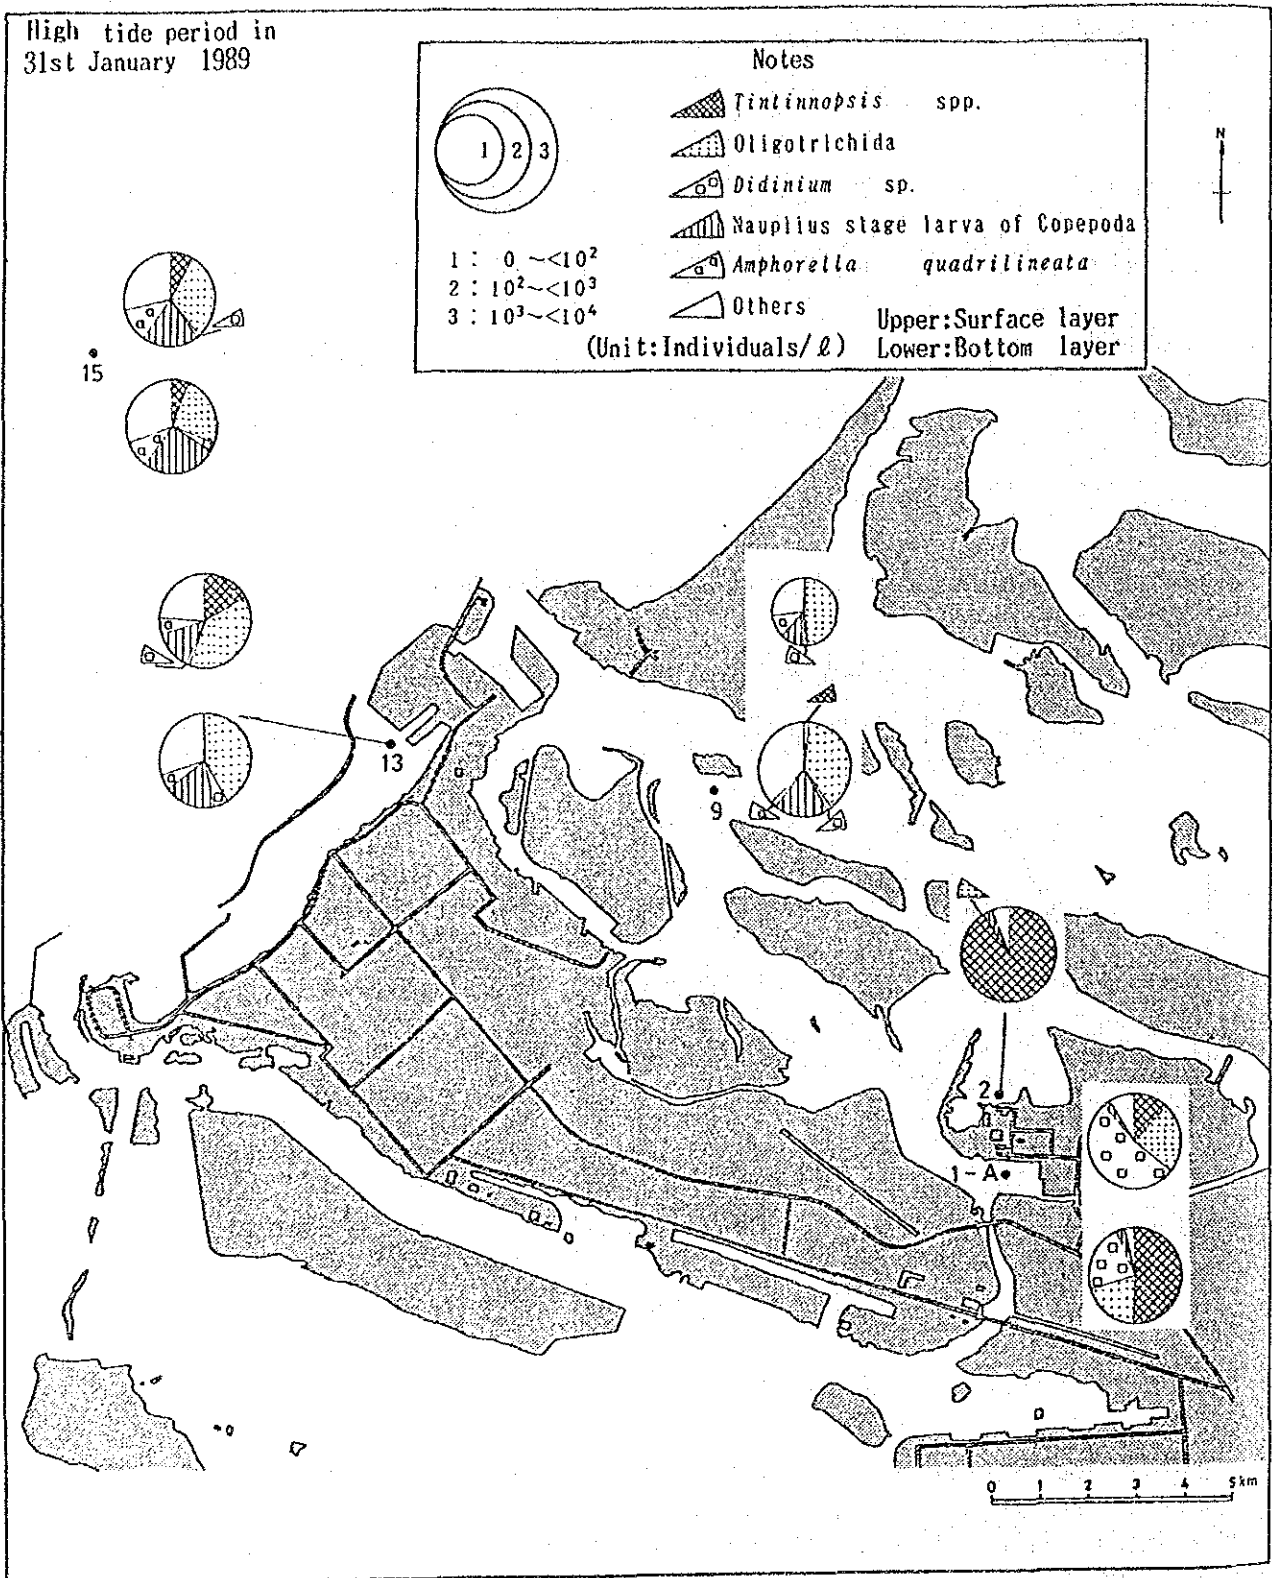 High tide period in
31st January 1989
Notes
1 2 3
Tintinnopsis spp.
Oligotrichida
Didinium sp.
Nauplius stage larva of Copepoda
Amphorella quadrilineata
Others
1 : 0 ~<10²
2 : 10²~<10³
3 : 10³~<10⁴
(Unit:Individuals/ℓ)
Upper:Surface layer
Lower:Bottom layer
N
15
13
9
2
1-A
0 1 2 3 4 5km